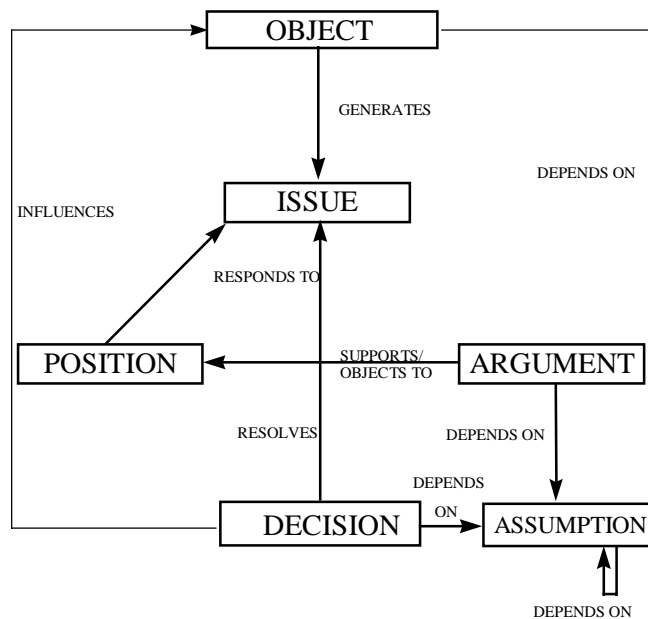 OBJECT
GENERATES
DEPENDS ON
ISSUE
INFLUENCES
RESPONDS TO
POSITION
SUPPORTS/
OBJECTS TO
ARGUMENT
RESOLVES
DEPENDS ON
DEPENDS
ON
DECISION
ASSUMPTION
DEPENDS ON